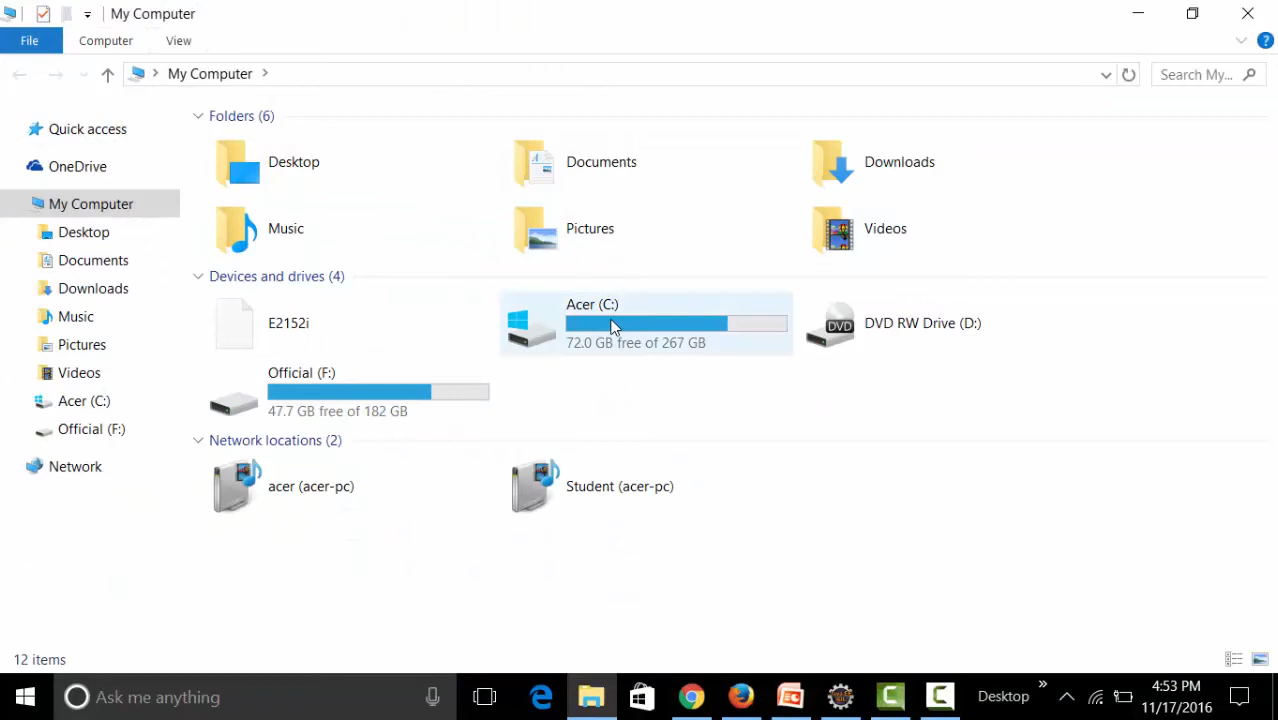 My Computer
File Computer View
My Computer
Search My...
Quick access
OneDrive
My Computer
Desktop
Documents
Downloads
Music
Pictures
Videos
Acer (C:)
Official (F:)
Network
Folders (6)
Desktop Documents Downloads
Music Pictures Videos
Devices and drives (4)
E2152i
Acer (C:)
72.0 GB free of 267 GB
DVD
DVD RW Drive (D:)
Official (F:)
47.7 GB free of 182 GB
Network locations (2)
acer (acer-pc) Student (acer-pc)
12 items
Ask me anything
Desktop
4:53 PM
11/17/2016